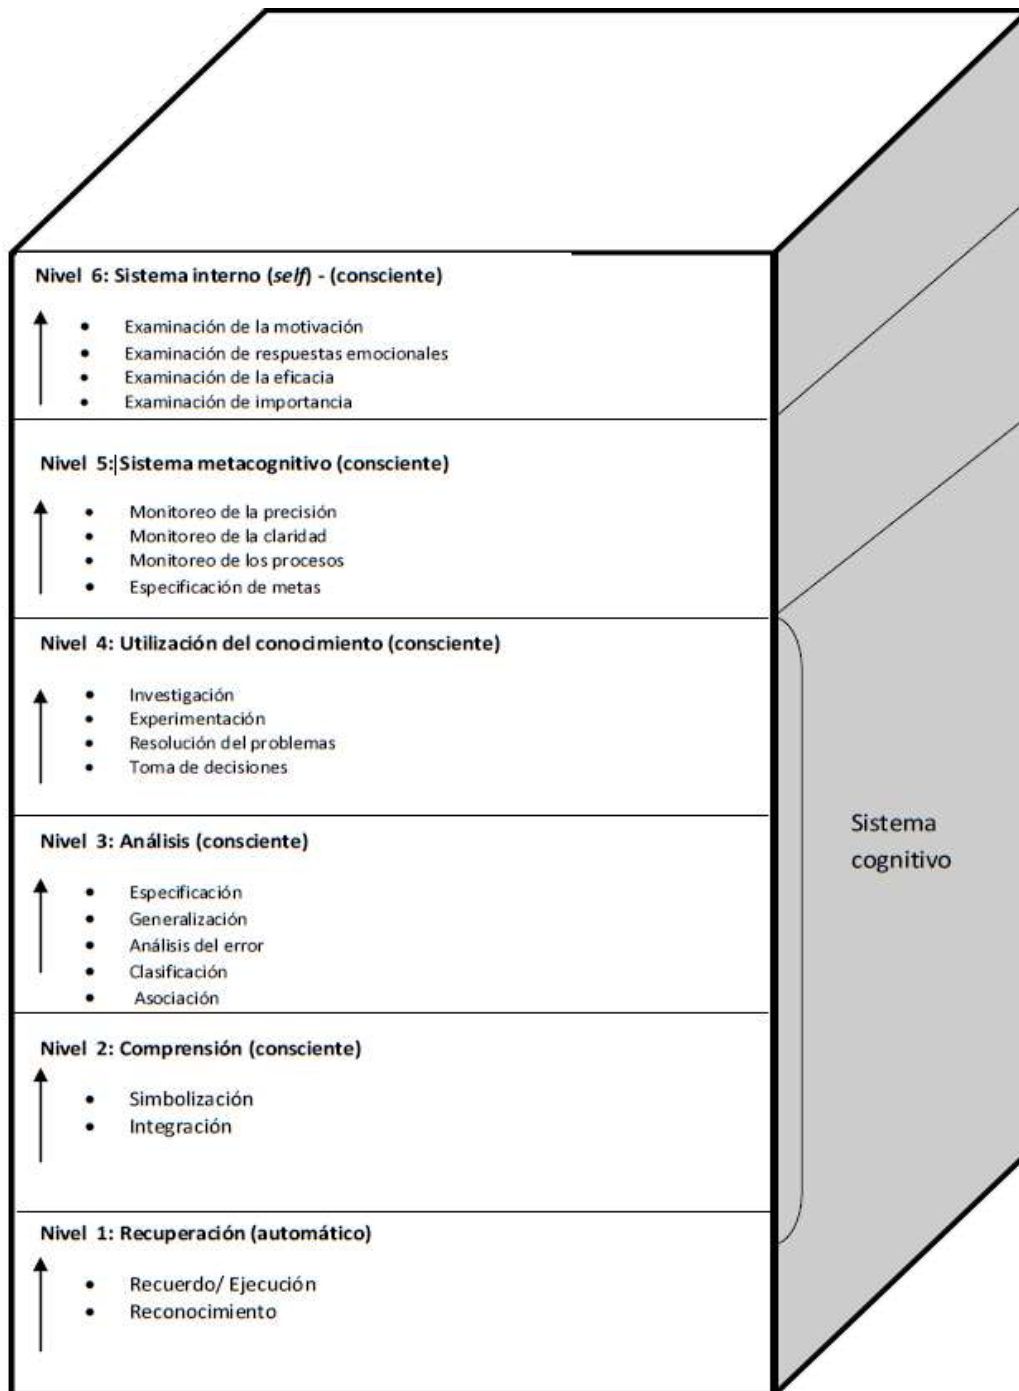 Nivel 6: Sistema interno (self) - (consciente)
• Examinación de la motivación
• Examinación de respuestas emocionales
• Examinación de la eficacia
• Examinación de importancia
Nivel 5: Sistema metacognitivo (consciente)
• Monitoreo de la precisión
• Monitoreo de la claridad
• Monitoreo de los procesos
• Especificación de metas
Nivel 4: Utilización del conocimiento (consciente)
• Investigación
• Experimentación
• Resolución del problemas
• Toma de decisiones
Nivel 3: Análisis (consciente)
• Especificación
• Generalización
• Análisis del error
• Clasificación
• Asociación
Nivel 2: Comprensión (consciente)
• Simbolización
• Integración
Nivel 1: Recuperación (automático)
• Recuerdo/ Ejecución
• Reconocimiento
Sistema
cognitivo